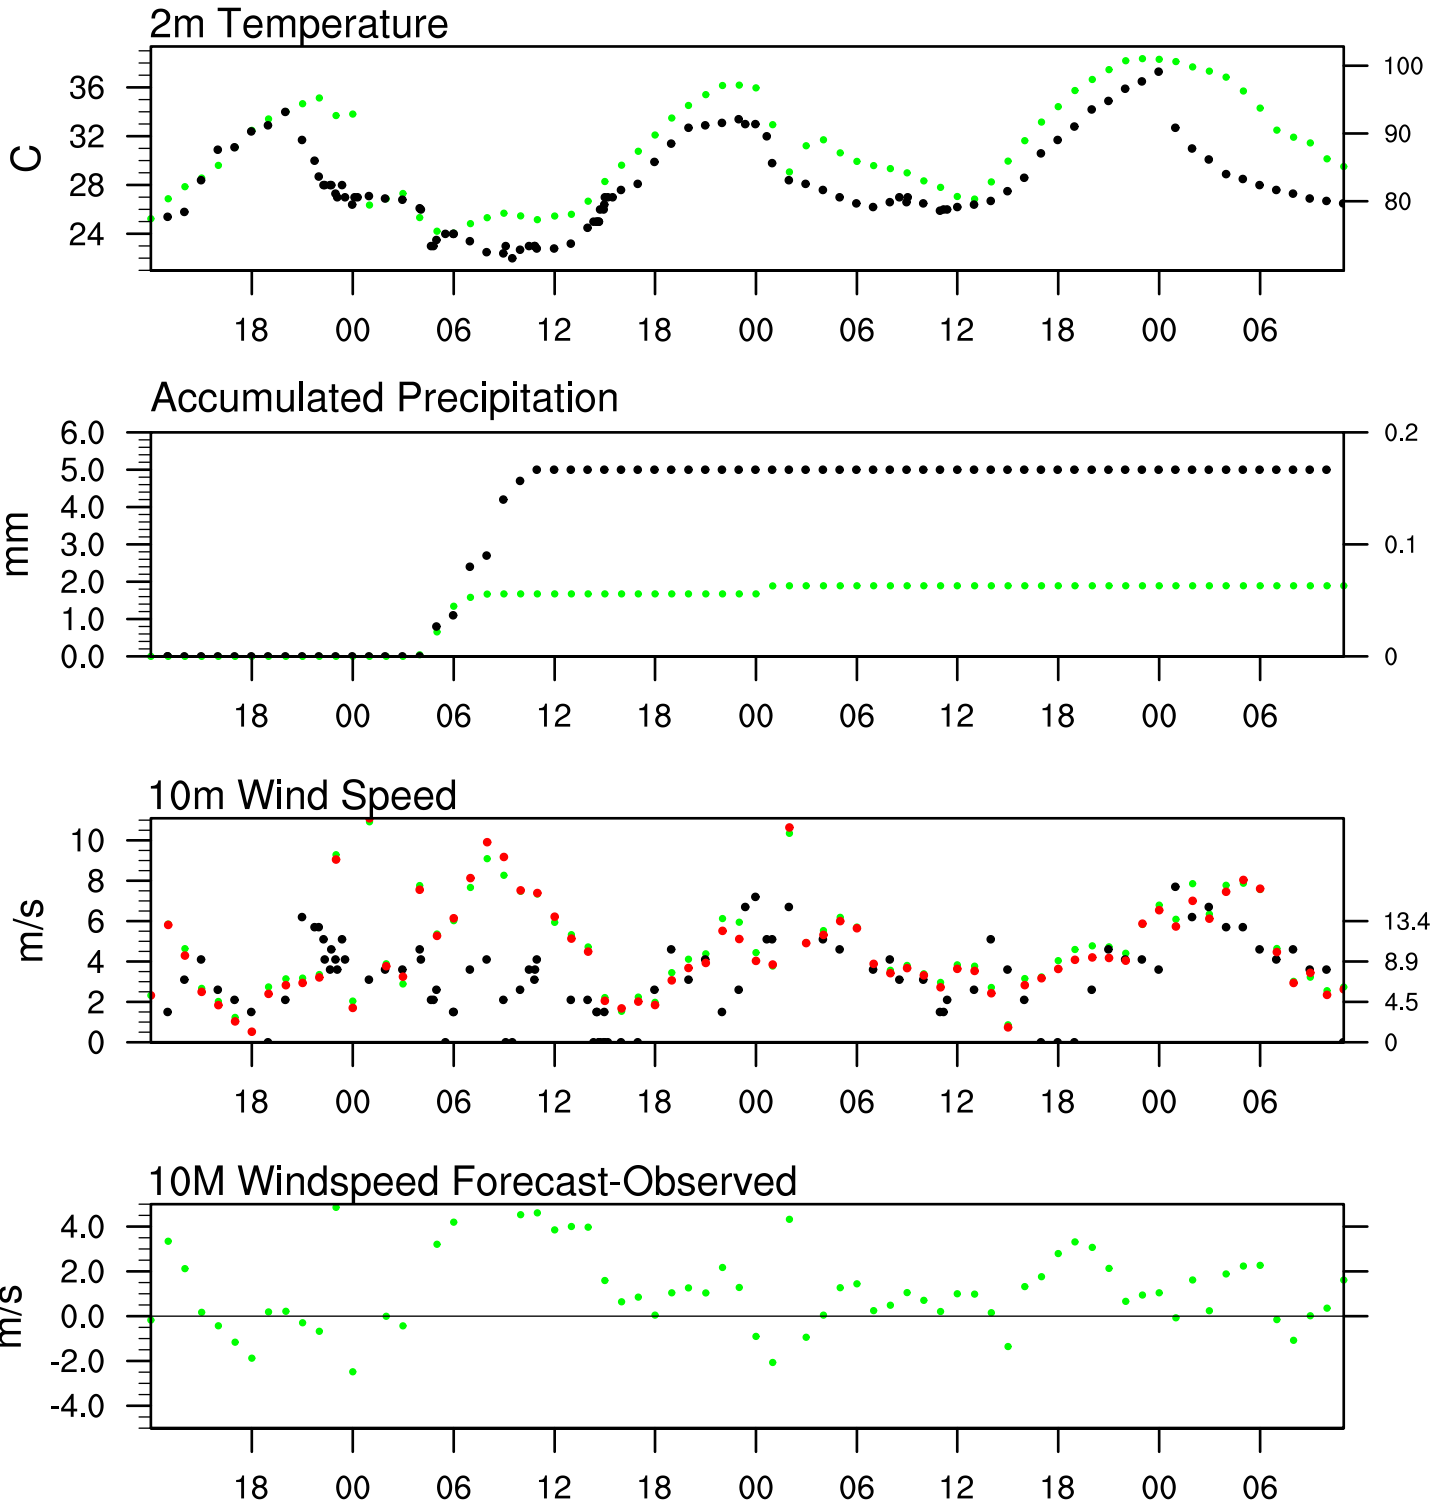 2m Temperature
36
32
28
24
C
100
90
80
18 00 06 12 18 00 06 12 18 00 06
Accumulated Precipitation
6.0
5.0
4.0
3.0
2.0
1.0
0.0
mm
0.2
0.1
0
18 00 06 12 18 00 06 12 18 00 06
10m Wind Speed
10
8
6
4
2
0
m/s
13.4
8.9
4.5
0
18 00 06 12 18 00 06 12 18 00 06
10M Windspeed Forecast-Observed
4.0
2.0
0.0
-2.0
-4.0
m/s
18 00 06 12 18 00 06 12 18 00 06